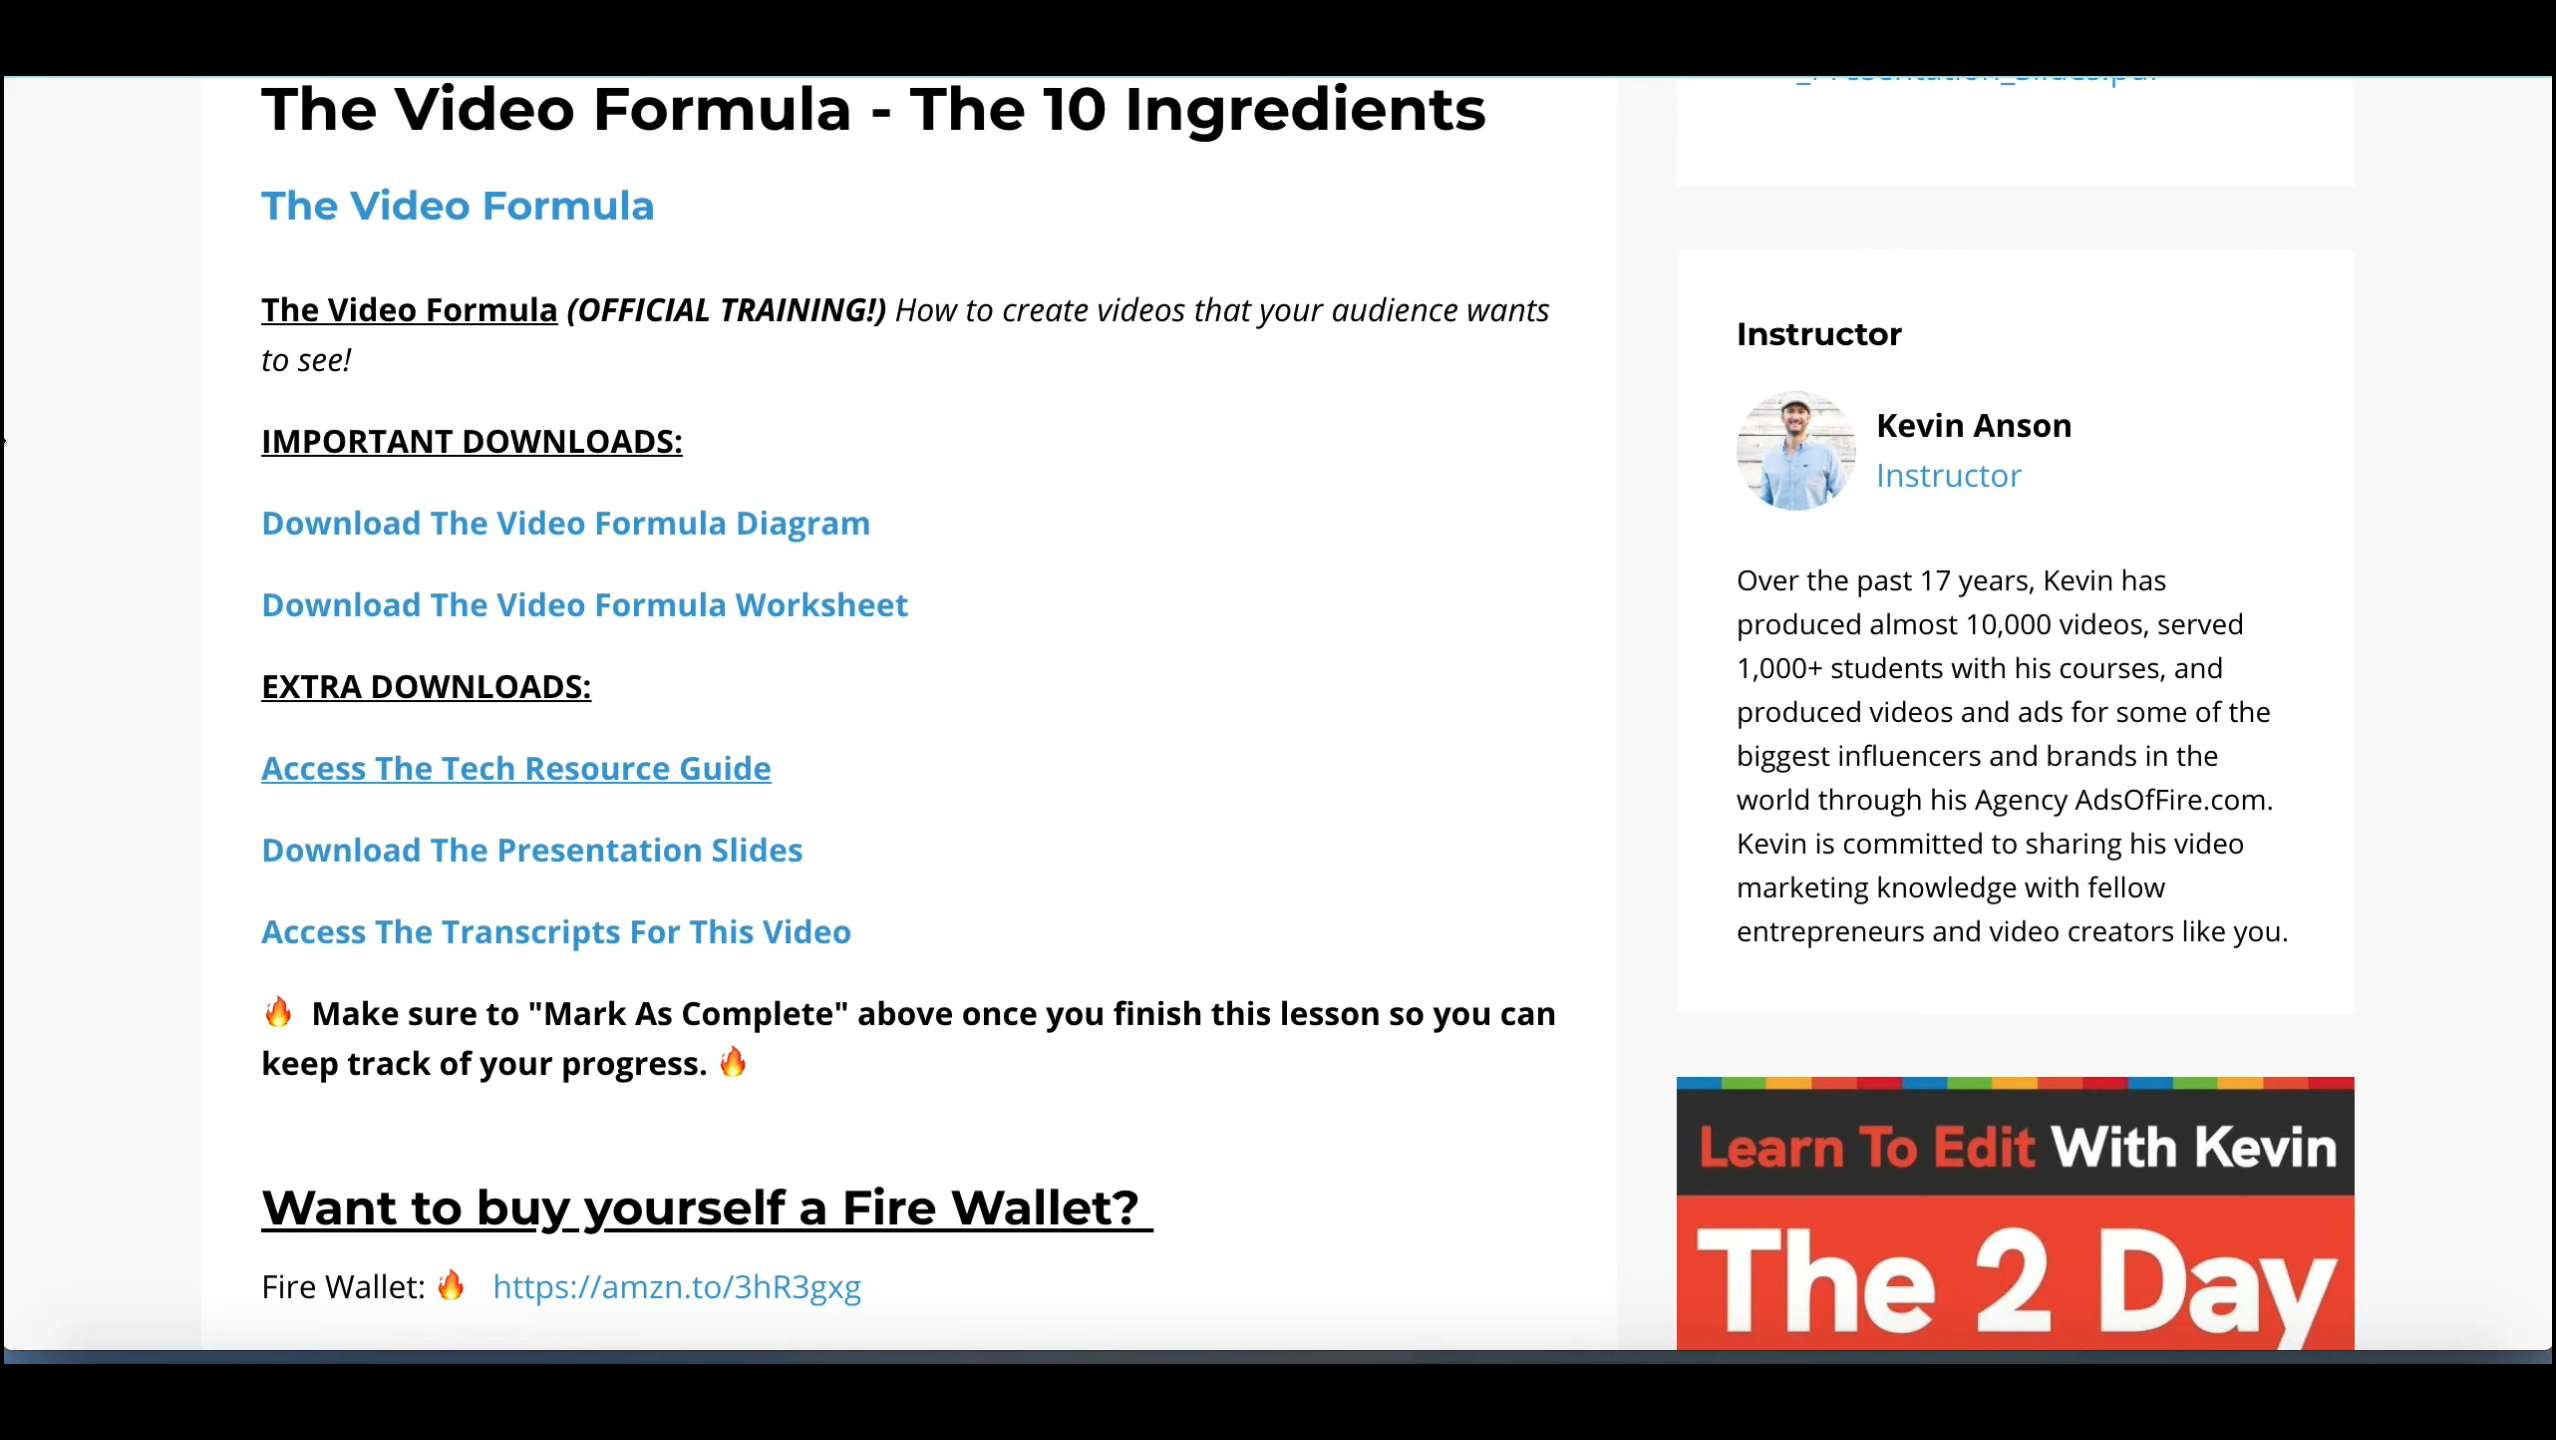 The Video Formula - The 10 Ingredients
The Video Formula
The Video Formula (OFFICIAL TRAINING!) How to create videos that your audience wants
to see!
IMPORTANT DOWNLOADS:
Download The Video Formula Diagram
Download The Video Formula Worksheet
EXTRA DOWNLOADS:
Access The Tech Resource Guide
Download The Presentation Slides
Access The Transcripts For This Video
🔥 Make sure to "Mark As Complete" above once you finish this lesson so you can
keep track of your progress. 🔥
Want to buy yourself a Fire Wallet?
Fire Wallet: 🔥 https://amzn.to/3hR3gxg
_Presentation_Slides.pdf
Instructor
Kevin Anson
Instructor
Over the past 17 years, Kevin has
produced almost 10,000 videos, served
1,000+ students with his courses, and
produced videos and ads for some of the
biggest influencers and brands in the
world through his Agency AdsOfFire.com.
Kevin is committed to sharing his video
marketing knowledge with fellow
entrepreneurs and video creators like you.
Learn To Edit With Kevin
The 2 Day